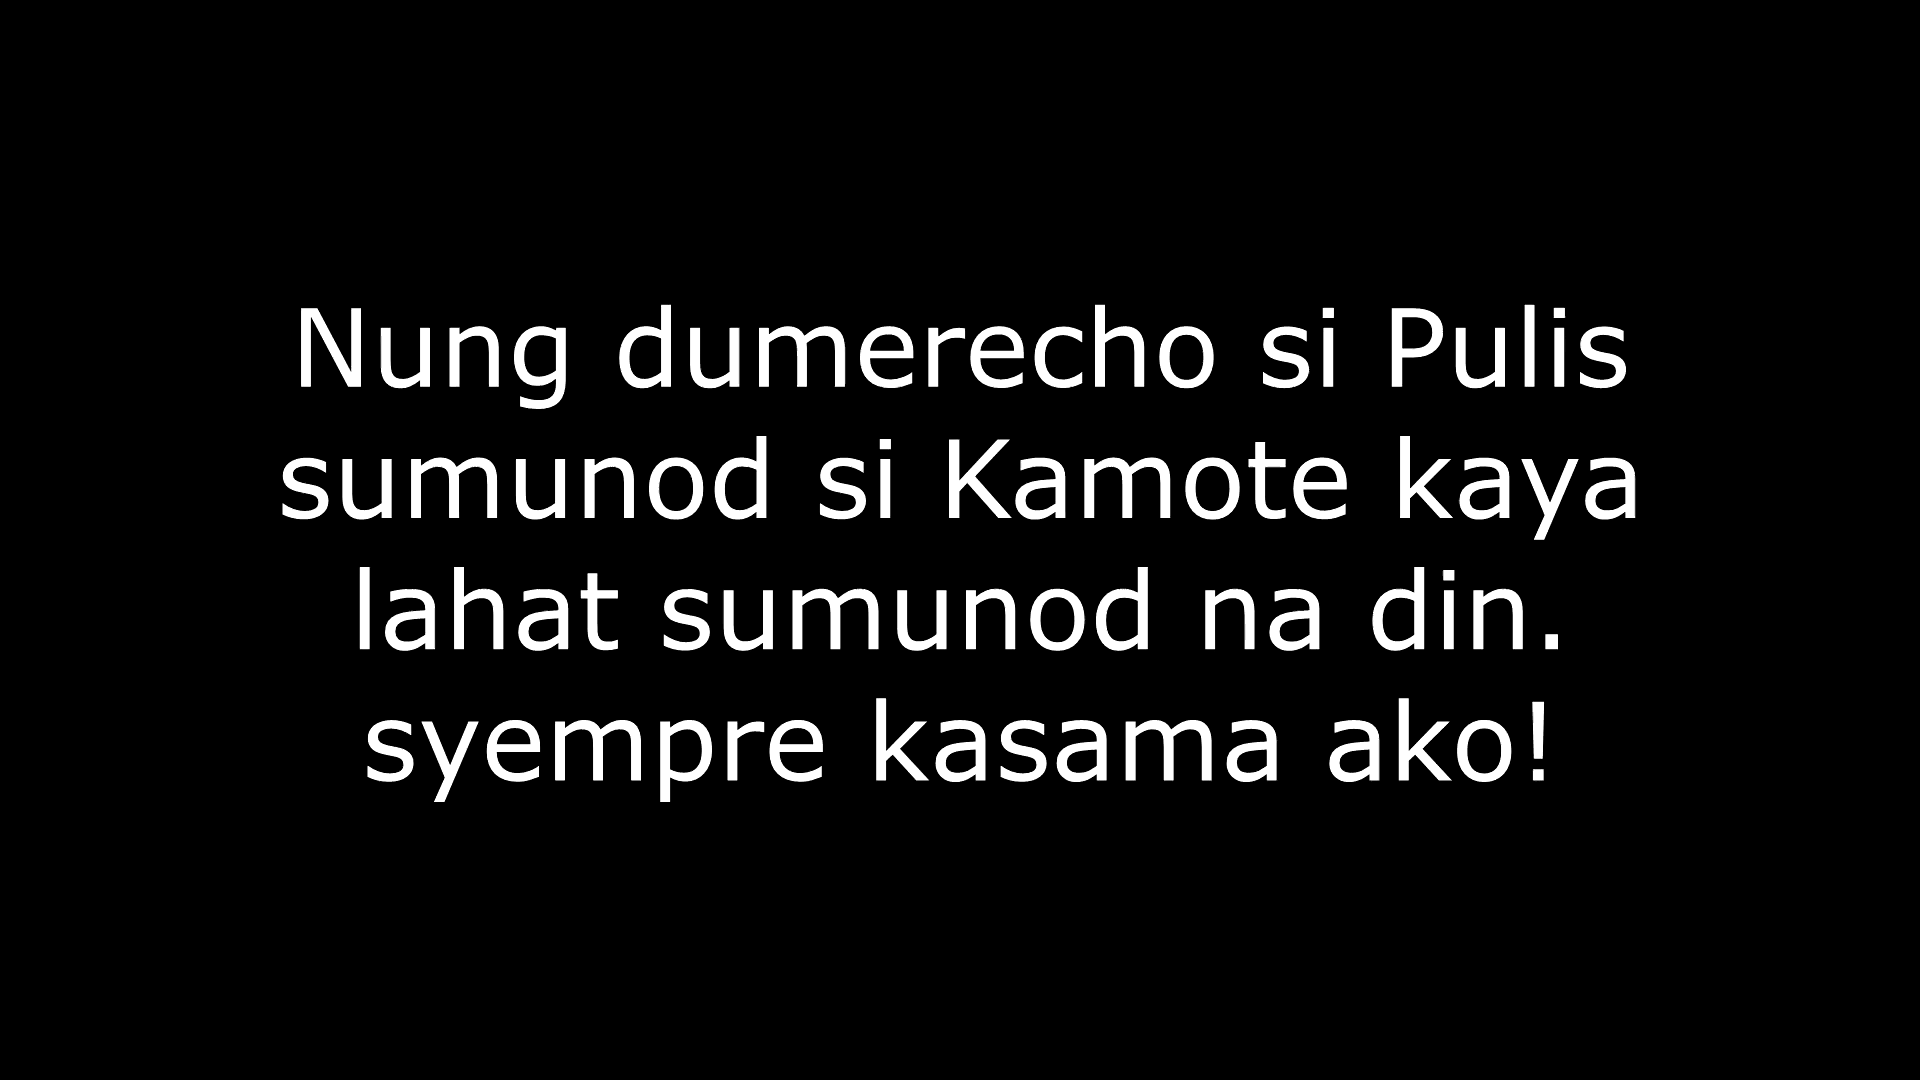 Nung dumerecho si Pulis
sumunod si Kamote kaya
lahat sumunod na din.
syempre kasama ako!